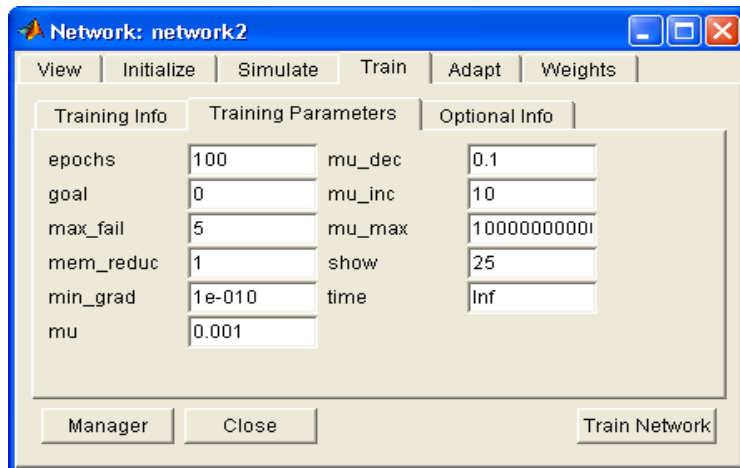 Network: network2
View Initialize Simulate Train Adapt Weights
Training Info Training Parameters Optional Info
epochs 100 mu_dec 0.1
goal 0 mu_inc 10
max_fail 5 mu_max 1000000000
mem_reduc 1 show 25
min_grad 1e-010 time Inf
mu 0.001
Manager Close Train Network